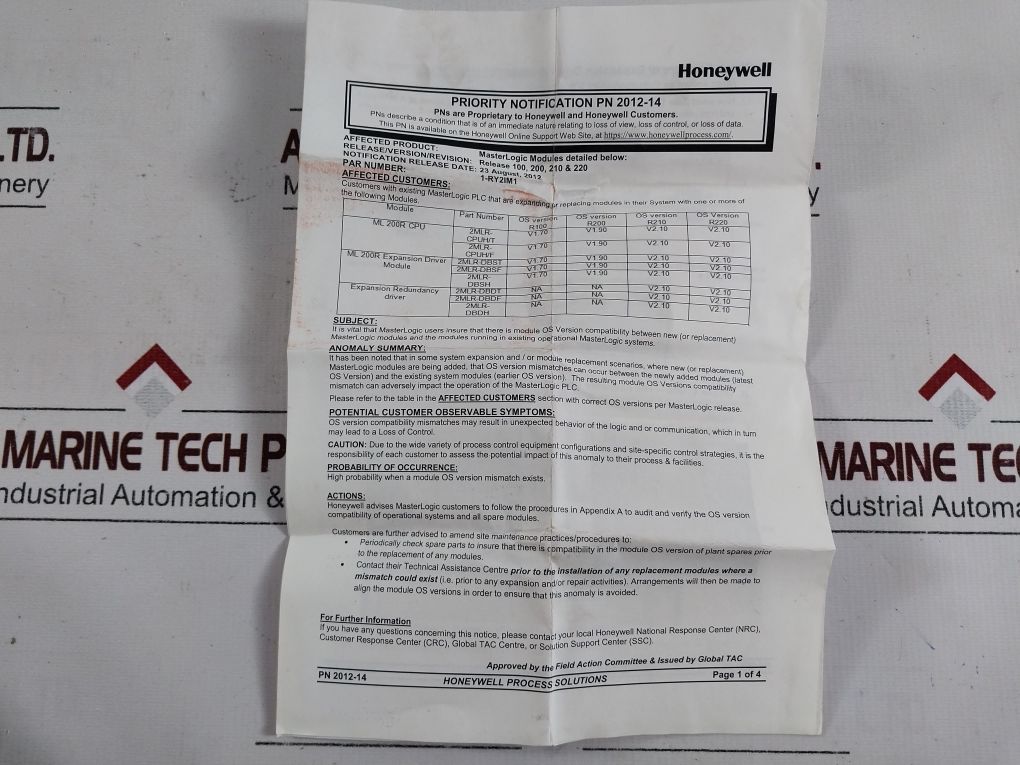 Honeywell
PRIORITY NOTIFICATION PN 2012-14
PNs are Proprietary to Honeywell and Honeywell Customers.
PNs describe a condition that is of an immediate nature relating to loss of view, loss of control, or loss of data.
This PN is available on the Honeywell Online Support Web Site, at https://www.honeywellprocess.com/.
AFFECTED PRODUCT: MasterLogic Modules detailed below:
RELEASE/VERSION/REVISION: Release 100, 200, 210 & 220
NOTIFICATION RELEASE DATE: 23 August, 2012
PAR NUMBER: 1-RY2IM1
AFFECTED CUSTOMERS:
Customers with existing MasterLogic PLC that are expanding or replacing modules in their System with one or more of
the following Modules.
Module Part Number OS version R100 OS version R200 OS version R210 OS Version R220
ML 200R CPU 2MLR-CPUH/T V1.70 V1.90 V2.10 V2.10
2MLR-CPUH/F V1.70 V1.90 V2.10 V2.10
ML 200R Expansion Driver Module 2MLR-DBST V1.70 V1.90 V2.10 V2.10
2MLR-DBSF V1.70 V1.90 V2.10 V2.10
2MLR-DBSH V1.70 V1.90 V2.10 V2.10
Expansion Redundancy driver 2MLR-DBDT NA NA V2.10 V2.10
2MLR-DBDF NA NA V2.10 V2.10
2MLR-DBDH NA NA V2.10 V2.10
SUBJECT:
It is vital that MasterLogic users insure that there is module OS Version compatibility between new (or replacement)
MasterLogic modules and the modules running in existing operational MasterLogic systems.
ANOMALY SUMMARY:
It has been noted that in some system expansion and / or module replacement scenarios, where new (or replacement)
MasterLogic modules are being added, that OS version mismatches can occur between the newly added modules (latest
OS Version) and the existing system modules (earlier OS version). The resulting module OS Versions compatibility
mismatch can adversely impact the operation of the MasterLogic PLC.
Please refer to the table in the AFFECTED CUSTOMERS section with correct OS versions per MasterLogic release.
POTENTIAL CUSTOMER OBSERVABLE SYMPTOMS:
OS version compatibility mismatches may result in unexpected behavior of the logic and or communication, which in turn
may lead to a Loss of Control.
CAUTION: Due to the wide variety of process control equipment configurations and site-specific control strategies, it is the
responsibility of each customer to assess the potential impact of this anomaly to their process & facilities.
PROBABILITY OF OCCURRENCE:
High probability when a module OS version mismatch exists.
ACTIONS:
Honeywell advises MasterLogic customers to follow the procedures in Appendix A to audit and verify the OS version
compatibility of operational systems and all spare modules.
Customers are further advised to amend site maintenance practices/procedures to:
• Periodically check spare parts to insure that there is compatibility in the module OS version of plant spares prior
to the replacement of any modules.
• Contact their Technical Assistance Centre prior to the installation of any replacement modules where a
mismatch could exist (i.e. prior to any expansion and/or repair activities). Arrangements will then be made to
align the module OS versions in order to ensure that this anomaly is avoided.
For Further Information
If you have any questions concerning this notice, please contact your local Honeywell National Response Center (NRC),
Customer Response Center (CRC), Global TAC Centre, or Solution Support Center (SSC).
Approved by the Field Action Committee & Issued by Global TAC
PN 2012-14 HONEYWELL PROCESS SOLUTIONS Page 1 of 4
.TD.
nery
A
M
y
MARINE TECH P
ndustrial Automation &
MARINE TEC
dustrial Automa